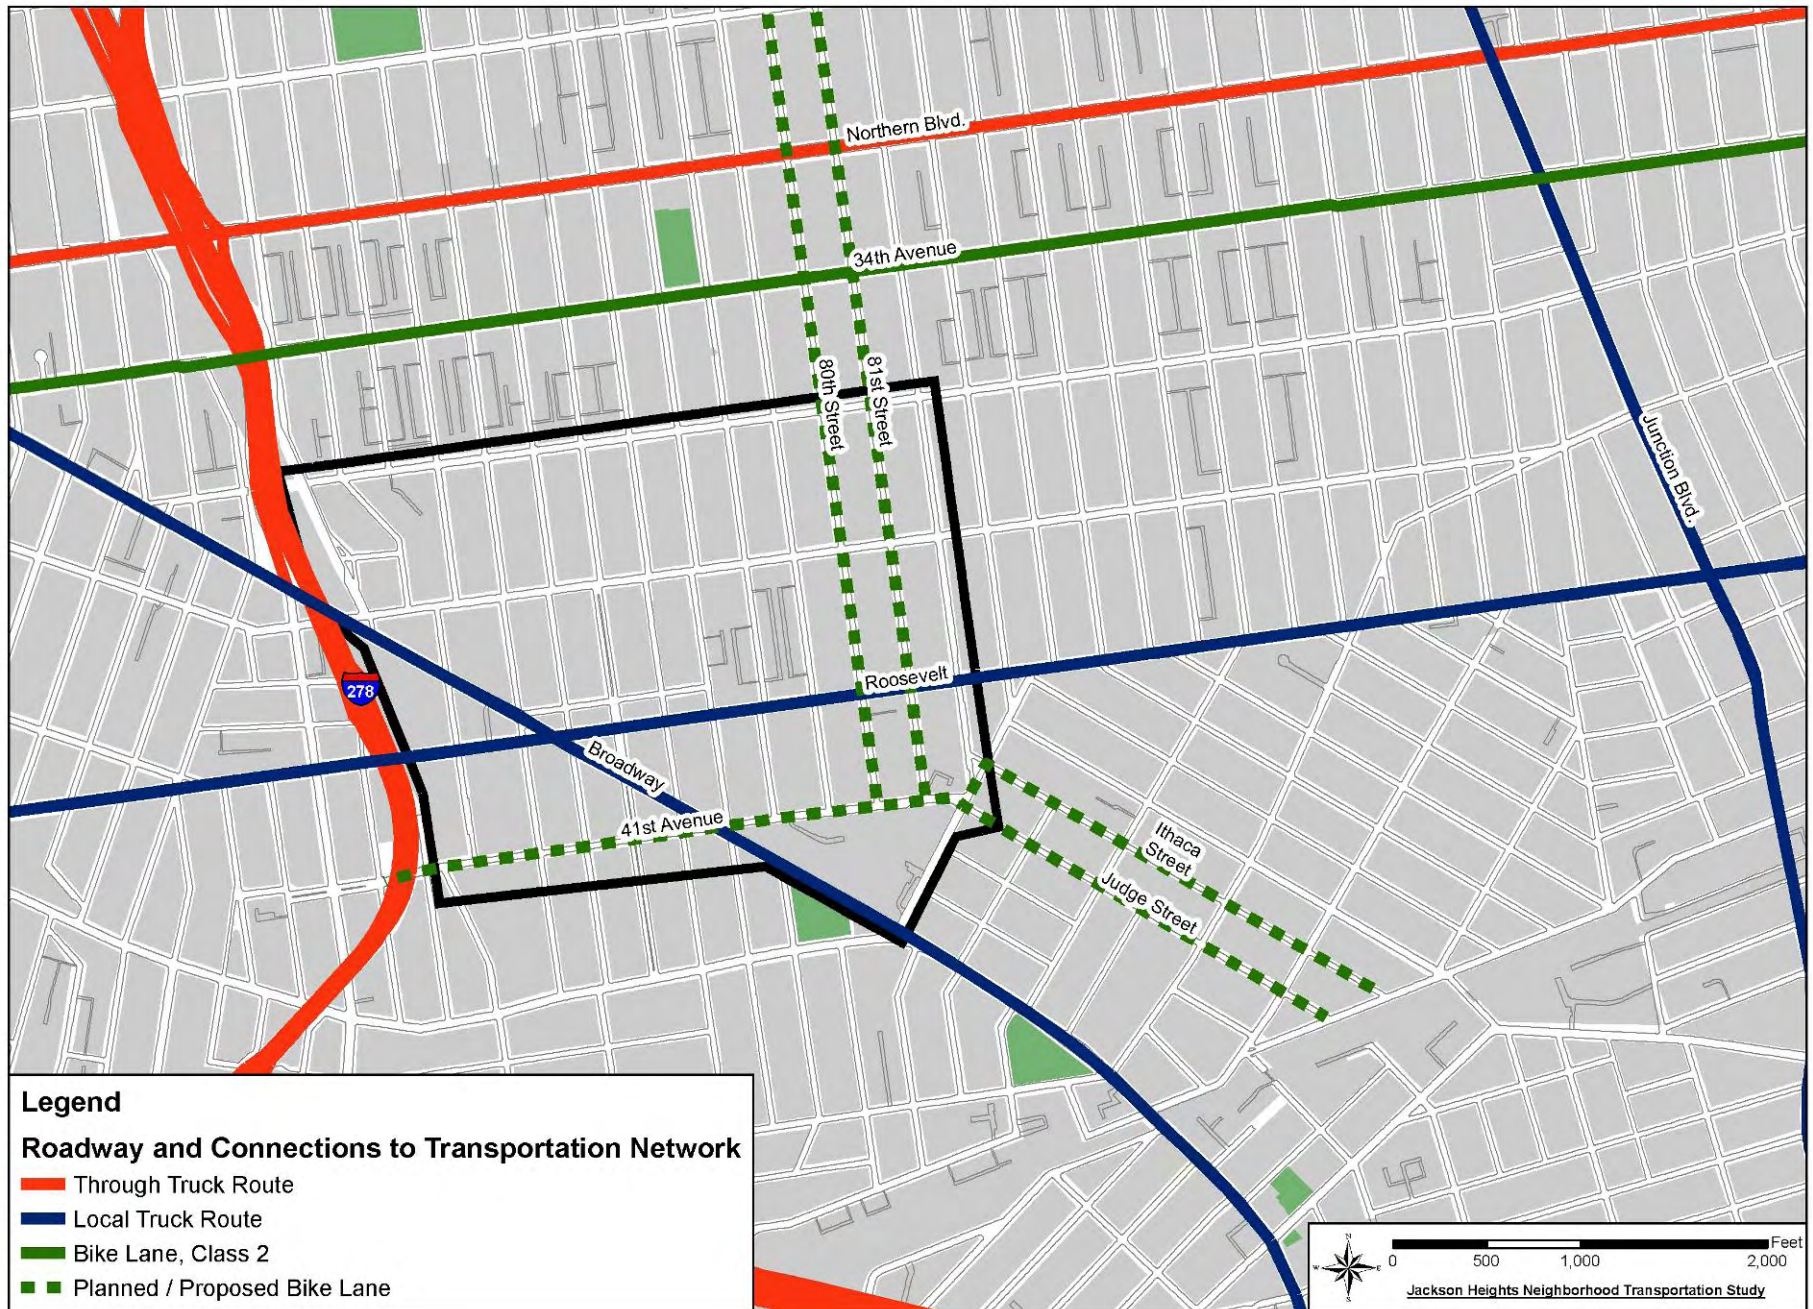 Northern Blvd.
34th Avenue
80th Street
81st Street
Junction Blvd.
Roosevelt
278
Broadway
41st Avenue
Ithaca
Street
Judge Street
Legend
Roadway and Connections to Transportation Network
Through Truck Route
Local Truck Route
Bike Lane, Class 2
Planned / Proposed Bike Lane
N
W E
S
Feet
0 500 1,000 2,000
Jackson Heights Neighborhood Transportation Study